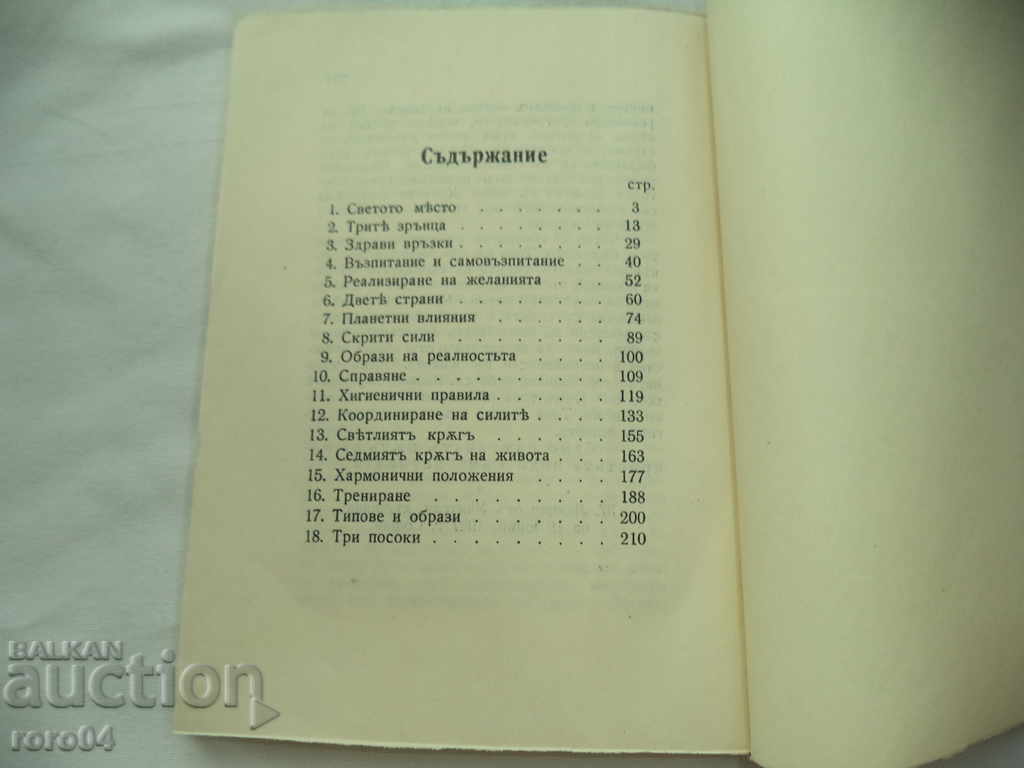 Съдържание
стр.
1. Светото мѣсто . . . . . . . 3
2. Тритѣ зрънца . . . . . . . 13
3. Здрави връзки . . . . . . . . 29
4. Възпитание и самовъзпитание . . 40
5. Реализиране на желанията . . . 52
6. Дветѣ страни . . . . . . . . 60
7. Планетни влияния . . . . . . 74
8. Скрити сили . . . . . . . . 89
9. Образи на реалностьта . . . . 100
10. Справяне . . . . . . . . . . 109
11. Хигиенични правила . . . . . . 119
12. Координиране на силитѣ . . . . 133
13. Свѣтлиятъ крѫгъ . . . . . . 155
14. Седмиятъ крѫгъ на живота . . . 163
15. Хармонични положения . . . . 177
16. Трениране . . . . . . . . . 188
17. Типове и образи . . . . . . . 200
18. Три посоки . . . . . . . . . 210
BALKAN
auction
roro04